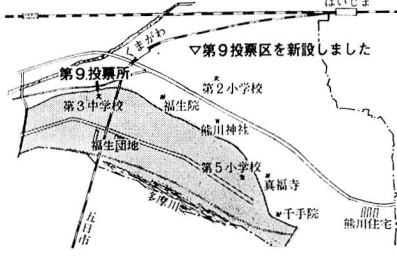 はいじま
くまがわ
▽第9投票区を新設しました
第9投票所
第2小学校
第3中学校
福生院
熊川神社
福生団地
第5小学校
真福寺
多摩川
千手院
五日市
熊川住宅